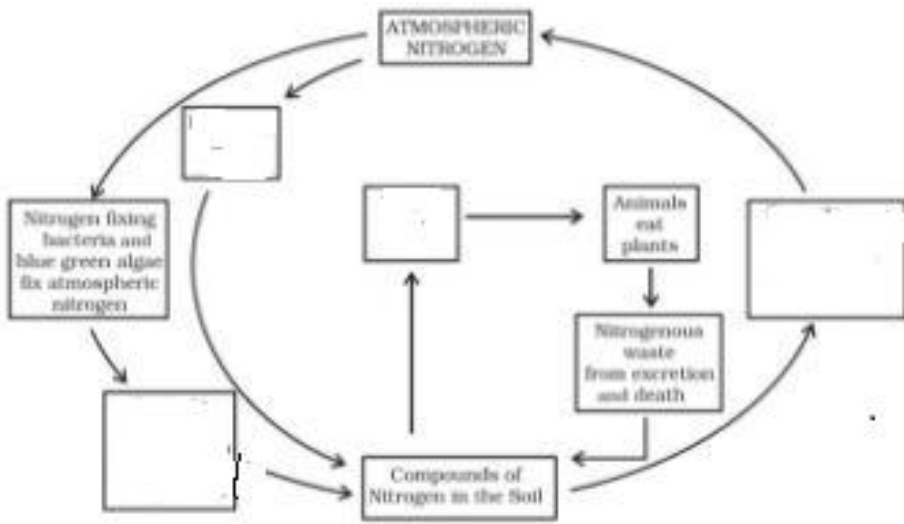 ATMOSPHERIC
NITROGEN
Nitrogen fixing
bacteria and
blue green algae
fix atmospheric
nitrogen
Animals
eat
plants
Nitrogenous
waste
from excretion
and death
Compounds of
Nitrogen in the Soil